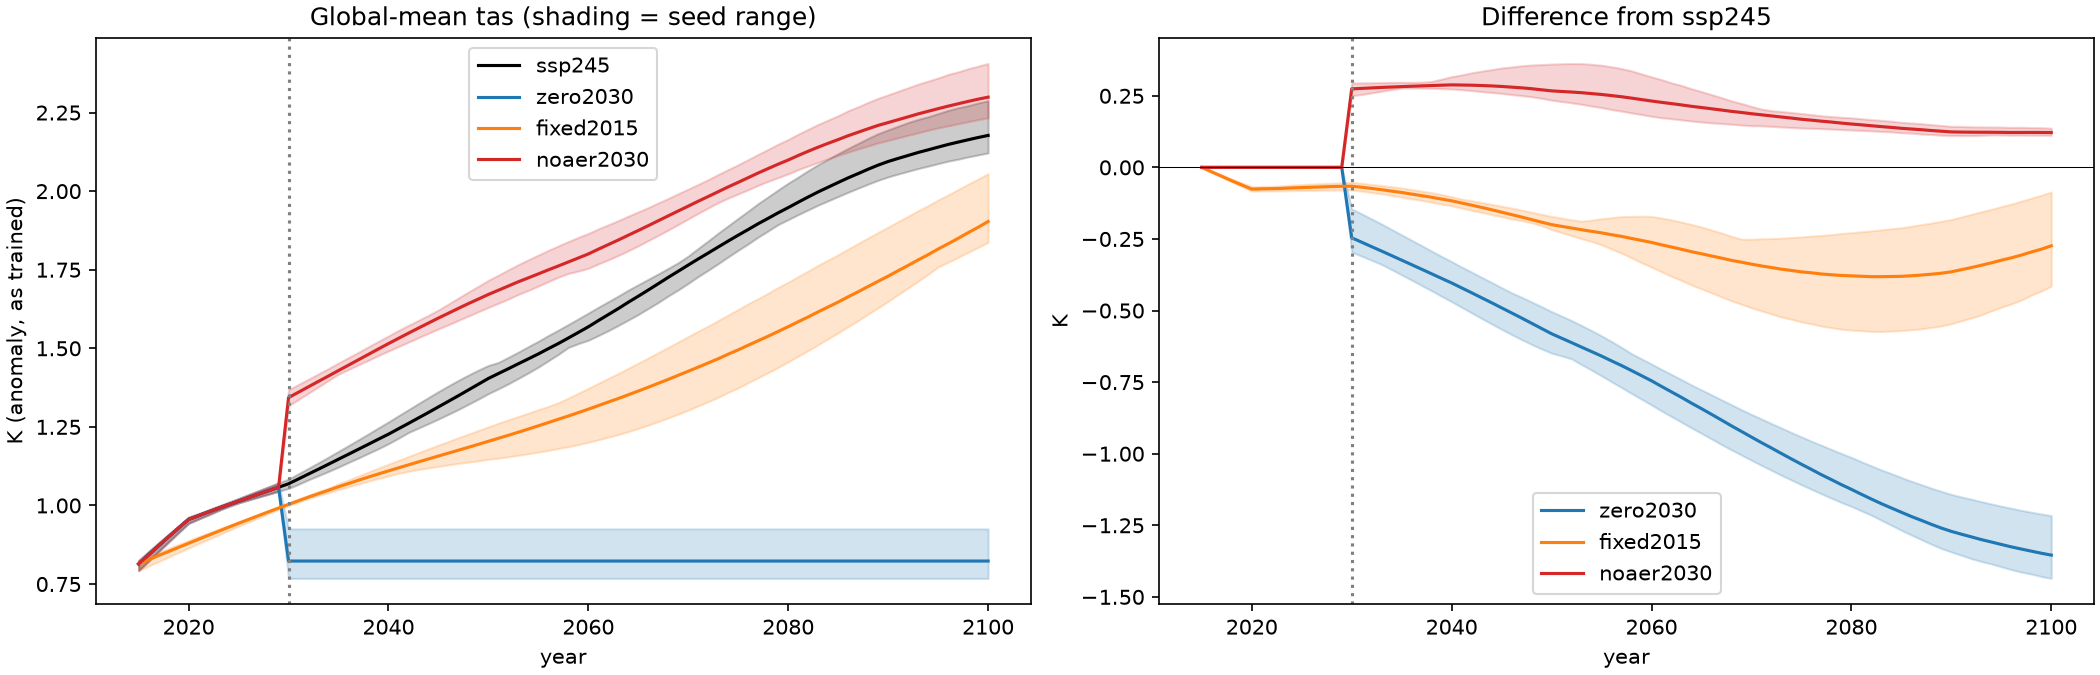 Global-mean tas (shading = seed range)
K (anomaly, as trained)
2.25
2.00
1.75
1.50
1.25
1.00
0.75
ssp245
zero2030
fixed2015
noaer2030
2020 2040 2060 2080 2100
year
Difference from ssp245
K
0.25
0.00
−0.25
−0.50
−0.75
−1.00
−1.25
−1.50
zero2030
fixed2015
noaer2030
2020 2040 2060 2080 2100
year